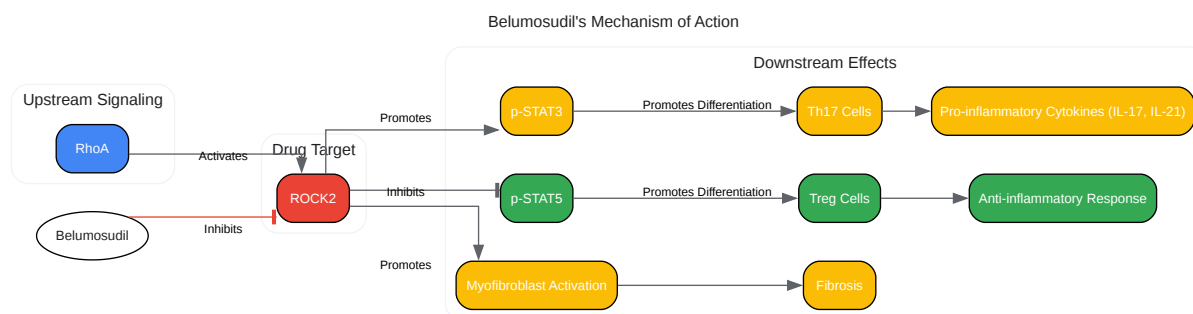 Belumosudil's Mechanism of Action
Downstream Effects
Upstream Signaling
Drug Target
RhoA
Activates
ROCK2
Belumosudil
Inhibits
Promotes
p-STAT3
Promotes Differentiation
Th17 Cells
Pro-inflammatory Cytokines (IL-17, IL-21)
Inhibits
p-STAT5
Promotes Differentiation
Treg Cells
Anti-inflammatory Response
Promotes
Myofibroblast Activation
Fibrosis